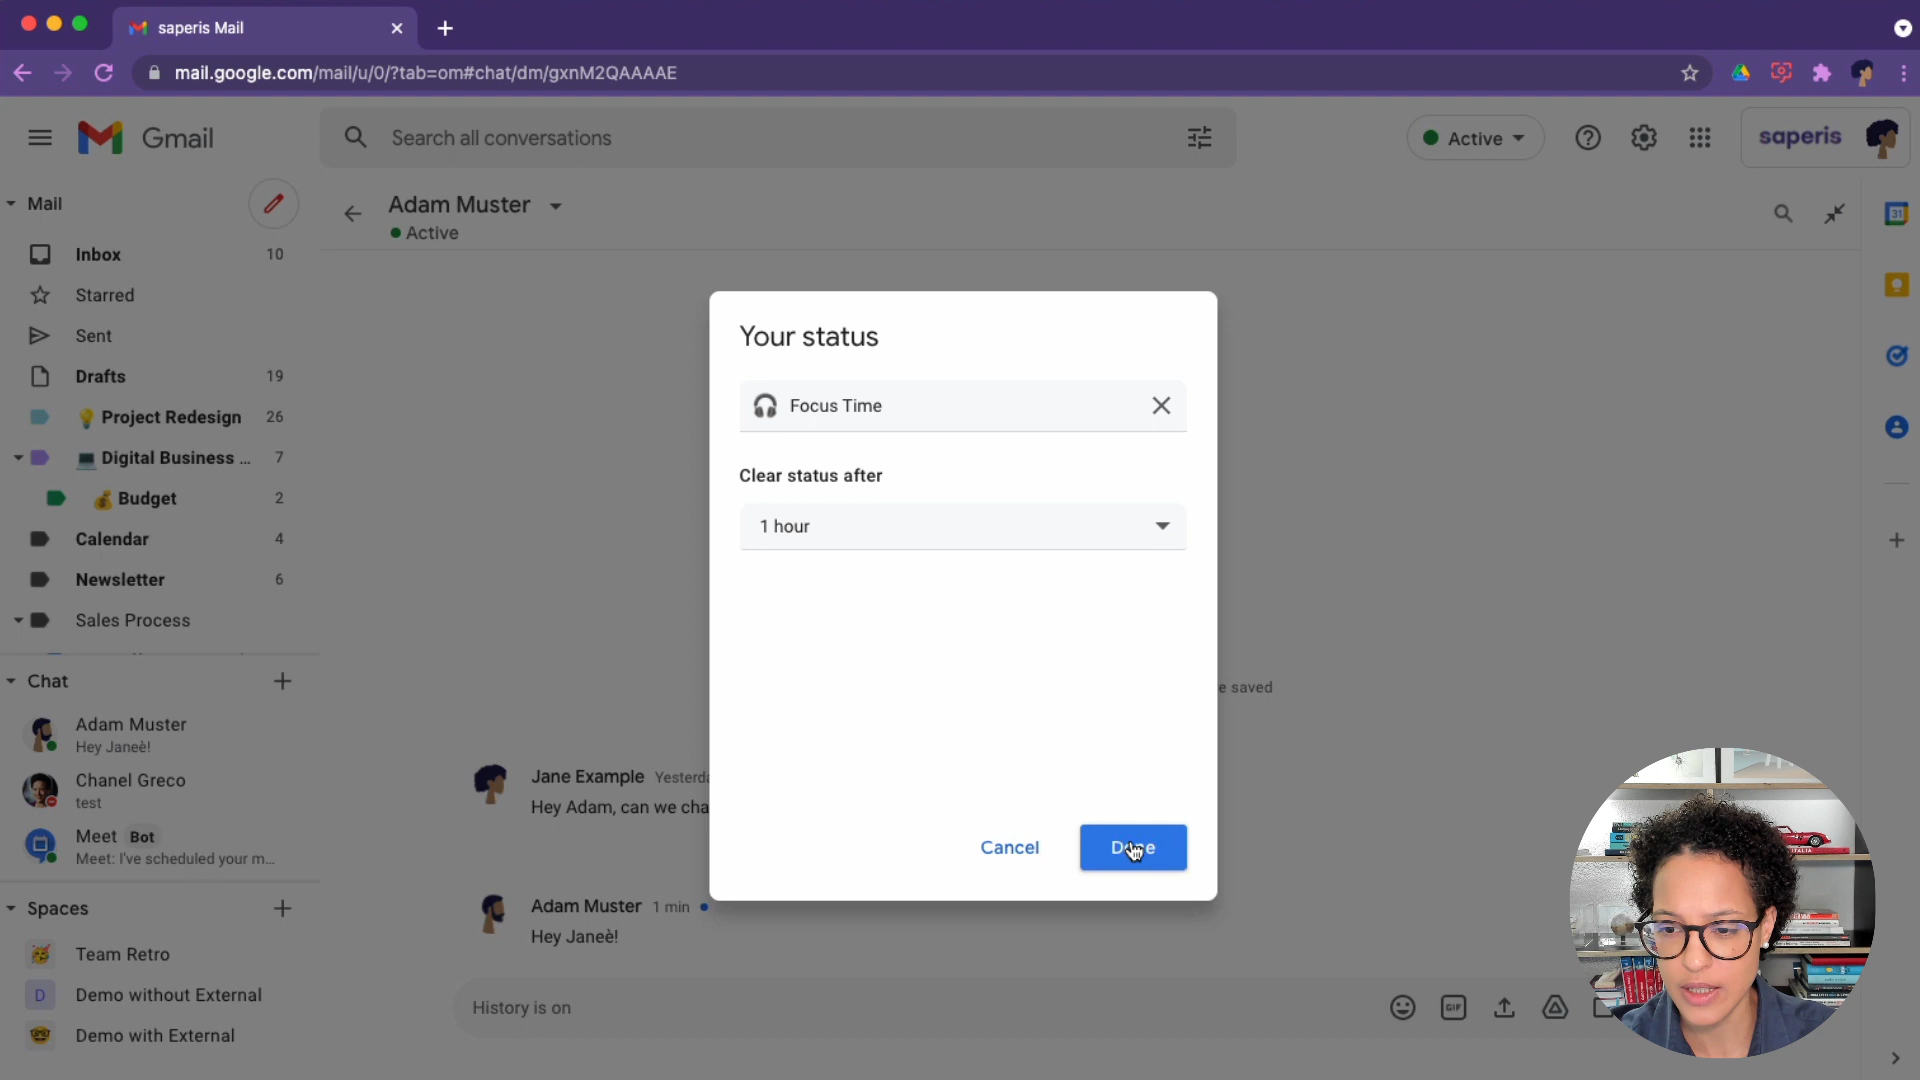 saperis Mail
mail.google.com/mail/u/0/?tab=om#chat/dm/gxnM2QAAAAE
Gmail
Search all conversations
Active
saperis
Mail
Inbox 10
Starred
Sent
Drafts 19
Project Redesign 26
Digital Business ... 7
Budget 2
Calendar 4
Newsletter 6
Sales Process
Chat
Adam Muster
Hey Janeè!
Chanel Greco
test
Meet Bot
Meet: I've scheduled your m...
Spaces
Team Retro
D Demo without External
Demo with External
Adam Muster
Active
e saved
Jane Example Yesterda
Hey Adam, can we cha
Adam Muster 1 min
Hey Janeè!
History is on
GIF
Your status
Focus Time
Clear status after
1 hour
Cancel
31
ITALIA